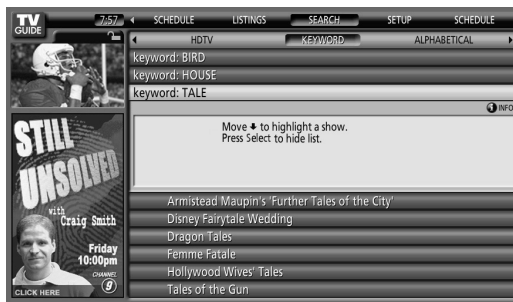 TV
GUIDE
7:57
SCHEDULE LISTINGS SEARCH SETUP SCHEDULE
HDTV KEYWORD ALPHABETICAL
keyword: BIRD
keyword: HOUSE
keyword: TALE
i INFO
Move to highlight a show.
Press Select to hide list.
STILL
UNSOLVED
with
Craig Smith
Friday
10:00pm
CHANNEL
9
CLICK HERE
Armistead Maupin's 'Further Tales of the City'
Disney Fairytale Wedding
Dragon Tales
Femme Fatale
Hollywood Wives' Tales
Tales of the Gun